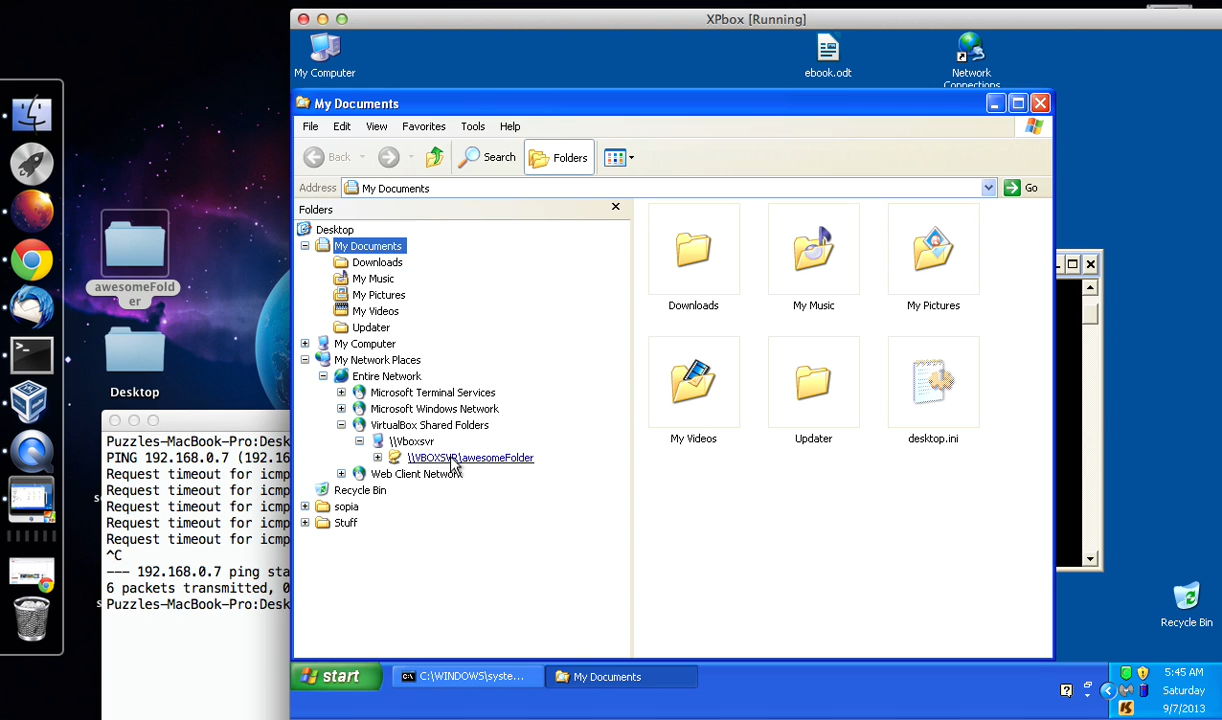 XPbox [Running]
My Computer
ebook.odt
Network
Connections
My Documents
File Edit View Favorites Tools Help
Back Search Folders
Address My Documents Go
Folders
Desktop
My Documents
Downloads
My Music
My Pictures
My Videos
Updater
My Computer
My Network Places
Entire Network
Microsoft Terminal Services
Microsoft Windows Network
VirtualBox Shared Folders
\\Vboxsvr
\\VBOXSVR\awesomeFolder
Web Client Network
Recycle Bin
sopia
Stuff
Downloads
My Music
My Pictures
My Videos
Updater
desktop.ini
awesomeFold
er
Desktop
Puzzles-MacBook-Pro:Desk
PING 192.168.0.7 (192.16
Request timeout for icmp
Request timeout for icmp
Request timeout for icmp
Request timeout for icmp
Request timeout for icmp
^C
--- 192.168.0.7 ping sta
6 packets transmitted, 0
Puzzles-MacBook-Pro:Desk
Recycle Bin
start
C:\WINDOWS\syste...
My Documents
5:45 AM
Saturday
9/7/2013